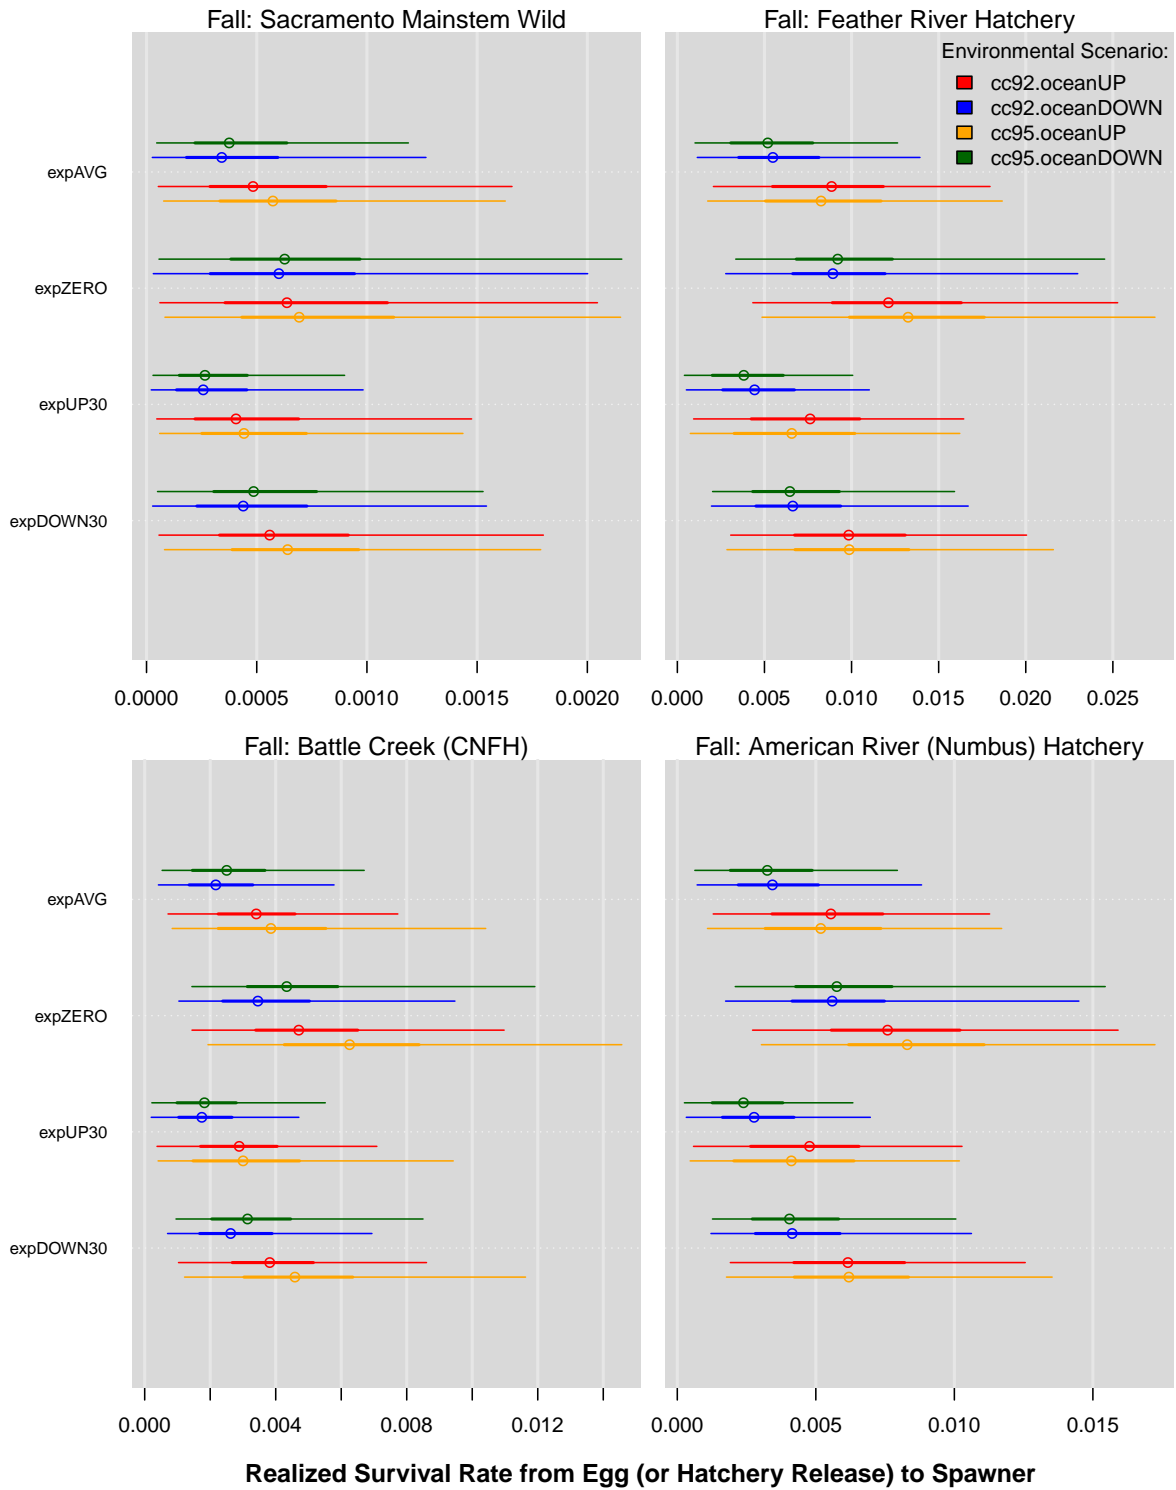 Fall: Sacramento Mainstem Wild
expAVG
expZERO
expUP30
expDOWN30
0.0000 0.0005 0.0010 0.0015 0.0020
Fall: Feather River Hatchery
Environmental Scenario:
cc92.oceanUP
cc92.oceanDOWN
cc95.oceanUP
cc95.oceanDOWN
0.000 0.005 0.010 0.015 0.020 0.025
Fall: Battle Creek (CNFH)
expAVG
expZERO
expUP30
expDOWN30
0.000 0.004 0.008 0.012
Fall: American River (Numbus) Hatchery
0.000 0.005 0.010 0.015
Realized Survival Rate from Egg (or Hatchery Release) to Spawner